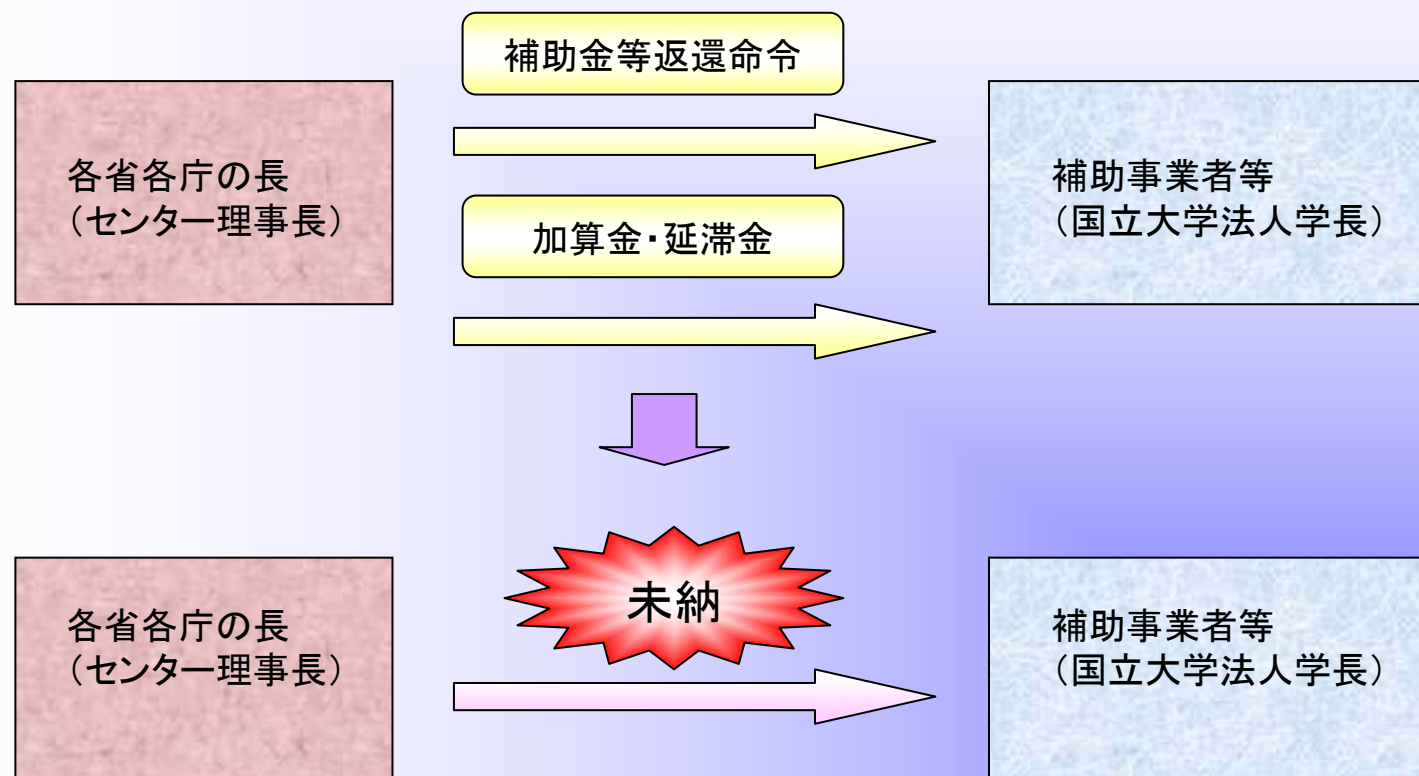 補助金等返還命令
各省各庁の長
（センター理事長）
補助事業者等
（国立大学法人学長）
加算金・延滞金
未納
各省各庁の長
（センター理事長）
補助事業者等
（国立大学法人学長）